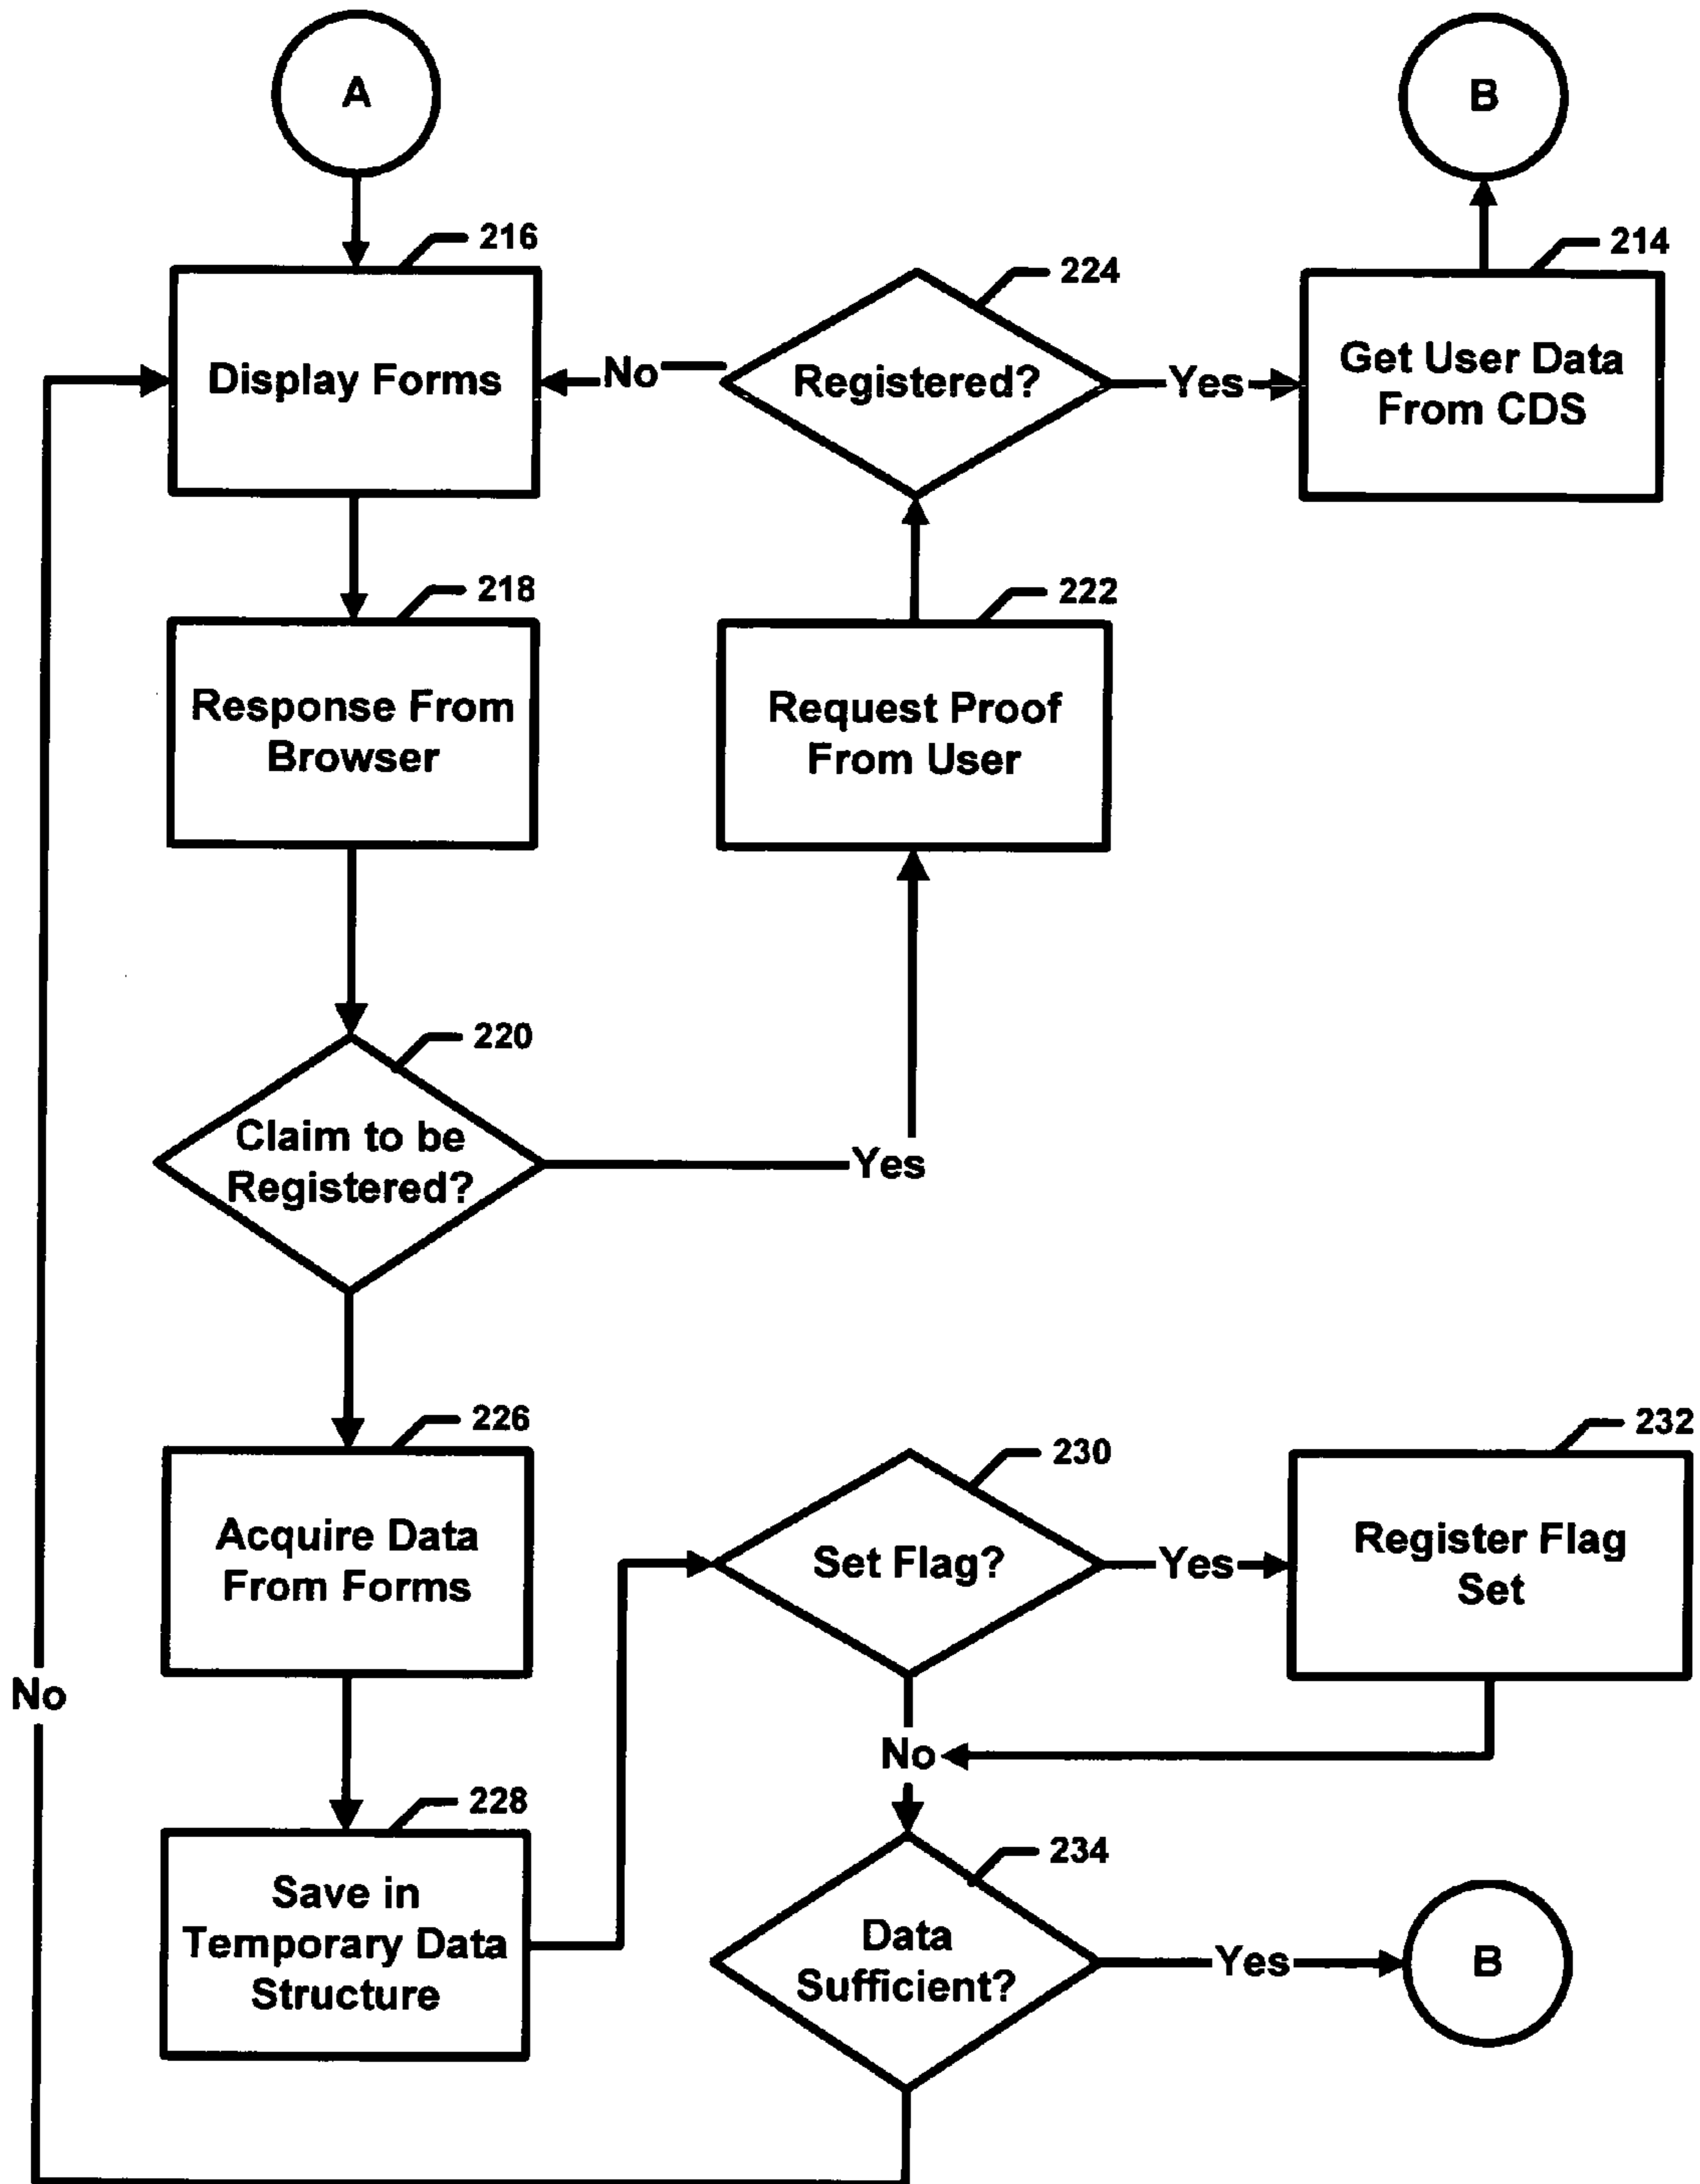 A
B
216
224
214
Display Forms
No
Registered?
Yes
Get User Data
From CDS
218
222
Response From
Browser
Request Proof
From User
220
Claim to be
Registered?
Yes
226
230
232
Acquire Data
From Forms
Set Flag?
Yes
Register Flag
Set
No
No
228
234
Save in
Temporary Data
Structure
Data
Sufficient?
Yes
B